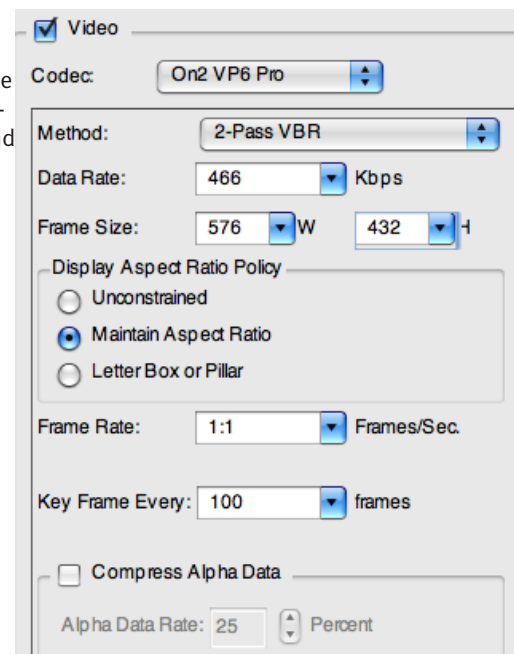 Video
e
Codec: On2 VP6 Pro
-
d
Method: 2-Pass VBR
Data Rate: 466 Kbps
Frame Size: 576 W 432 H
Display Aspect Ratio Policy
Unconstrained
Maintain Aspect Ratio
Letter Box or Pillar
Frame Rate: 1:1 Frames/Sec.
Key Frame Every: 100 frames
Compress Alpha Data
Alpha Data Rate: 25 Percent